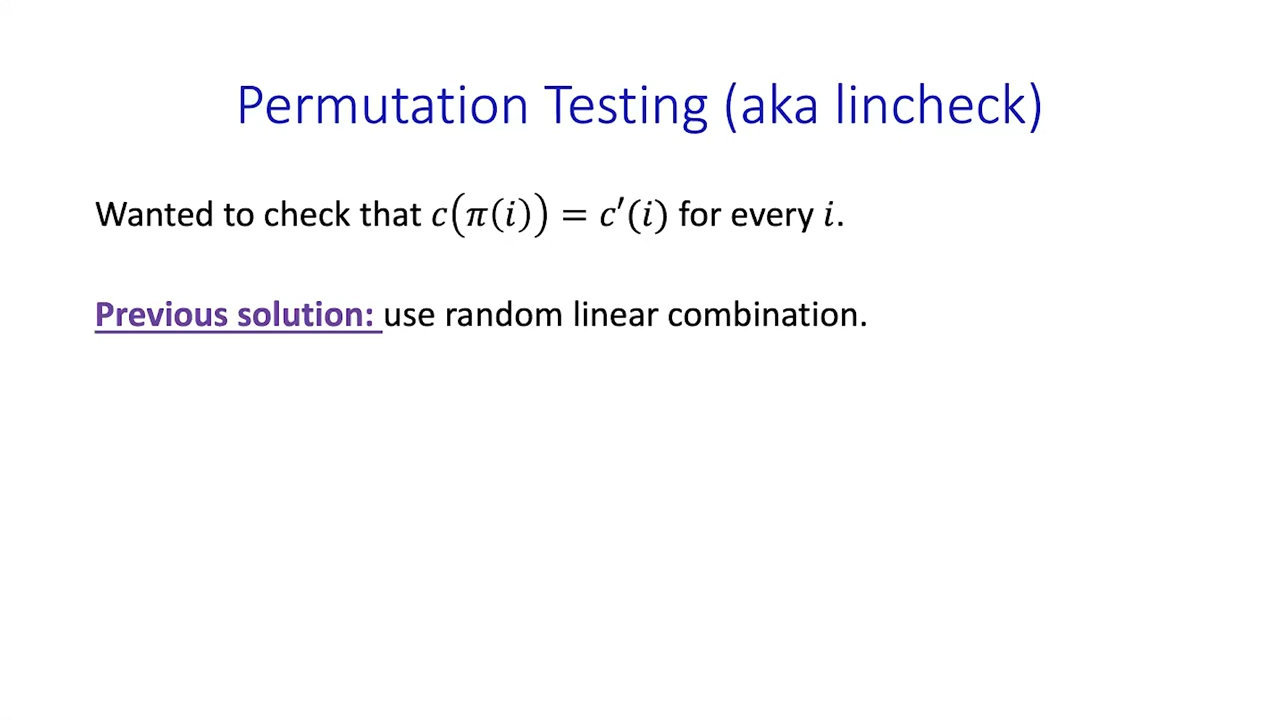 Permutation Testing (aka lincheck)
Wanted to check that c(π(i)) = c′(i) for every i.
Previous solution: use random linear combination.